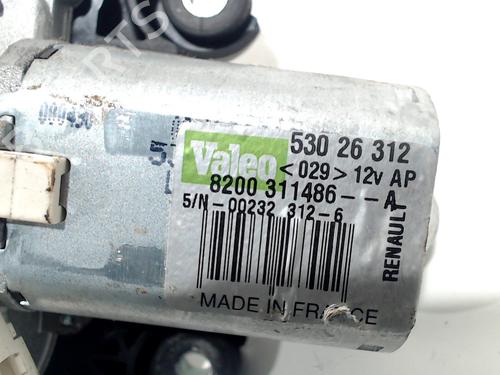 Valeo
530 26 312
<029> 12v AP
8200 311486--A
S/N-00232 312-6
RENAULT
MADE IN FRANCE